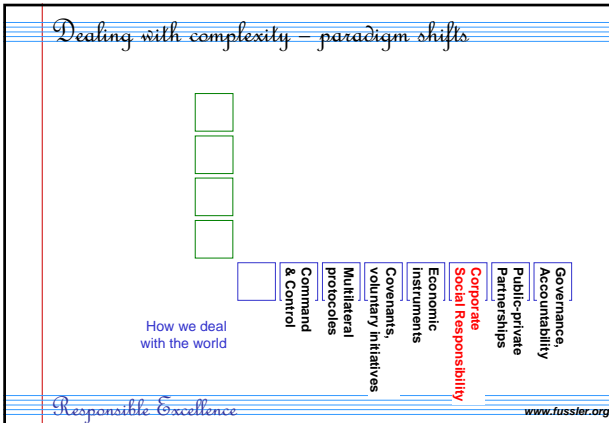 Dealing with complexity – paradigm shifts
How we deal
with the world
Command
& Control
Multilateral
protocoles
Covenants,
voluntary initiatives
Economic
instruments
Corporate
Social Responsibility
Public-private
Partnerships
Governance,
Accountability
Responsible Excellence
www.fussler.org